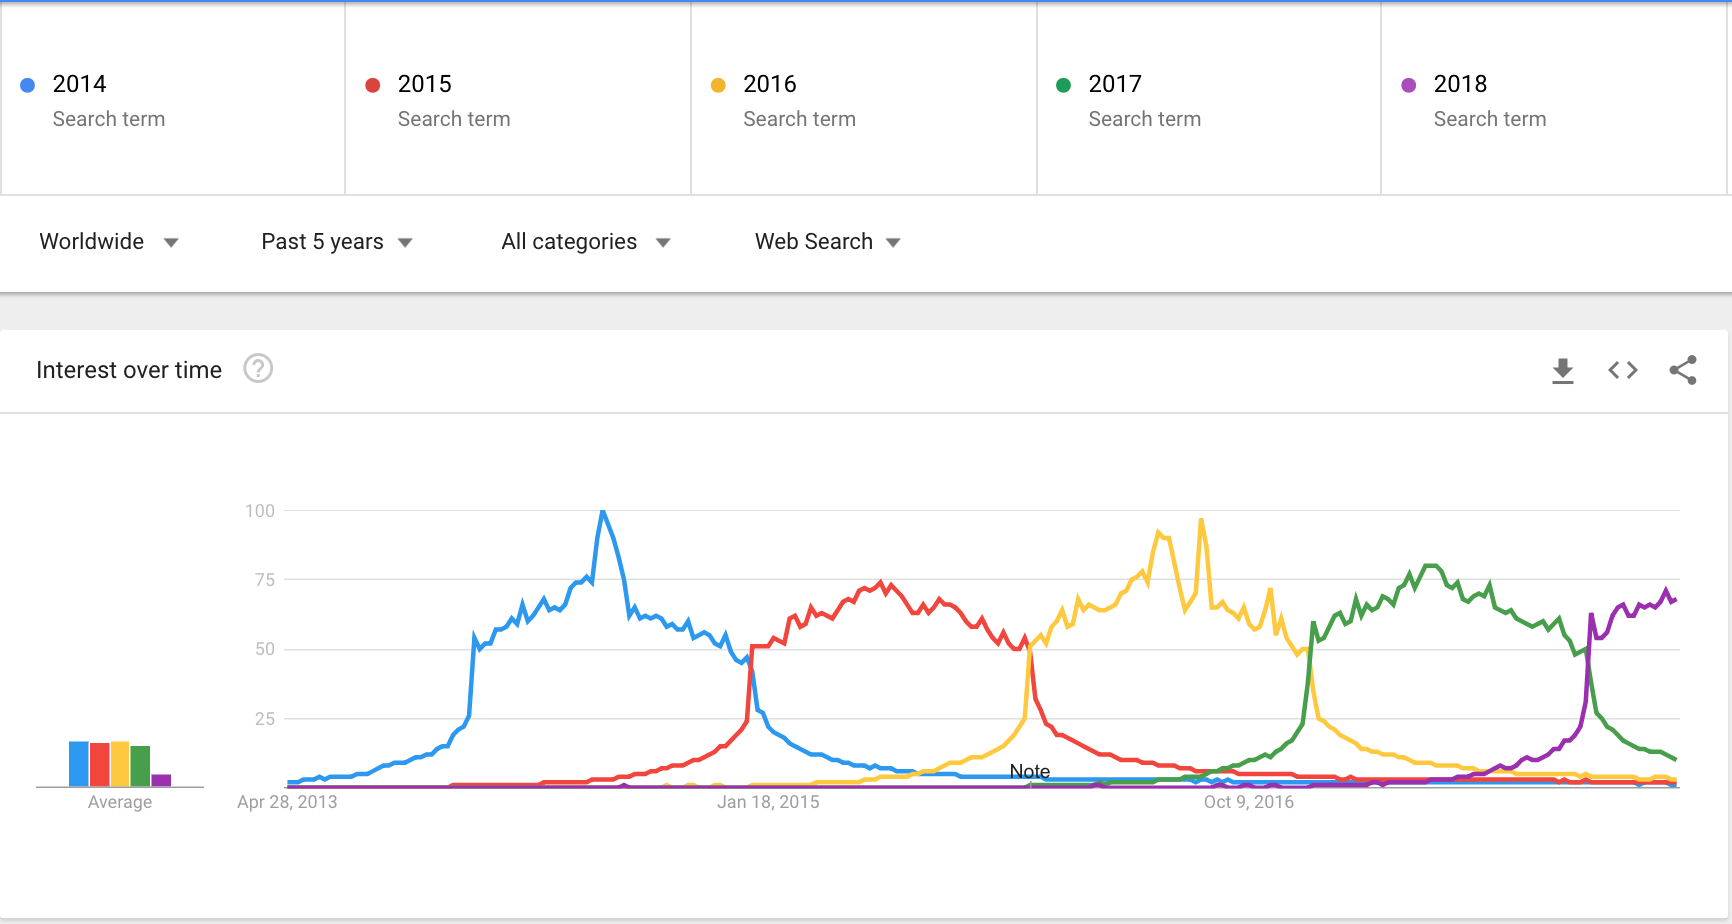 2014 2015 2016 2017 2018
Search term Search term Search term Search term Search term
Worldwide Past 5 years All categories Web Search
Interest over time ?
100
75
50
25
Note
Average Apr 28, 2013 Jan 18, 2015 Oct 9, 2016